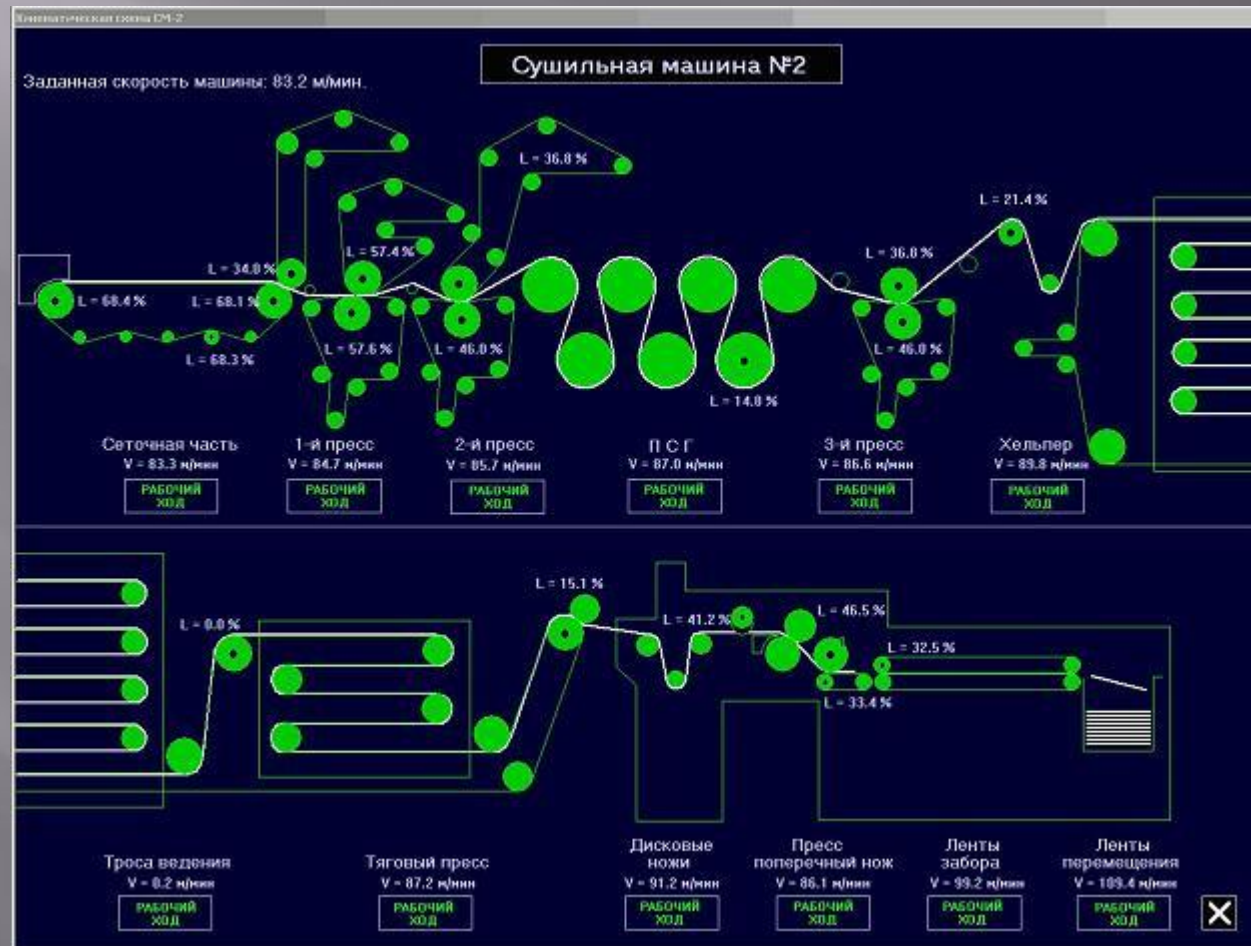 Кинематическая схема СМ-2
Сушильная машина №2
Заданная скорость машины: 83.2 м/мин.
L = 36.8 %
L = 21.4 %
L = 57.4 %
L = 36.8 %
L = 34.0 %
L = 68.4 %
L = 68.1 %
L = 68.3 %
L = 57.6 %
L = 46.0 %
L = 46.0 %
L = 14.0 %
Сеточная часть
V = 83.3 м/мин
РАБОЧИЙ
ХОД
1-й пресс
V = 84.7 м/мин
РАБОЧИЙ
ХОД
2-й пресс
V = 85.7 м/мин
РАБОЧИЙ
ХОД
П С Г
V = 87.0 м/мин
РАБОЧИЙ
ХОД
3-й пресс
V = 86.6 м/мин
РАБОЧИЙ
ХОД
Хельпер
V = 89.8 м/мин
РАБОЧИЙ
ХОД
L = 15.1 %
L = 0.0 %
L = 41.2 %
L = 46.5 %
L = 32.5 %
L = 33.4 %
Троса ведения
V = 0.2 м/мин
РАБОЧИЙ
ХОД
Тяговый пресс
V = 87.2 м/мин
РАБОЧИЙ
ХОД
Дисковые
ножи
V = 91.2 м/мин
РАБОЧИЙ
ХОД
Пресс
поперечный нож
V = 86.1 м/мин
РАБОЧИЙ
ХОД
Ленты
забора
V = 99.2 м/мин
РАБОЧИЙ
ХОД
Ленты
перемещения
V = 109.4 м/мин
РАБОЧИЙ
ХОД